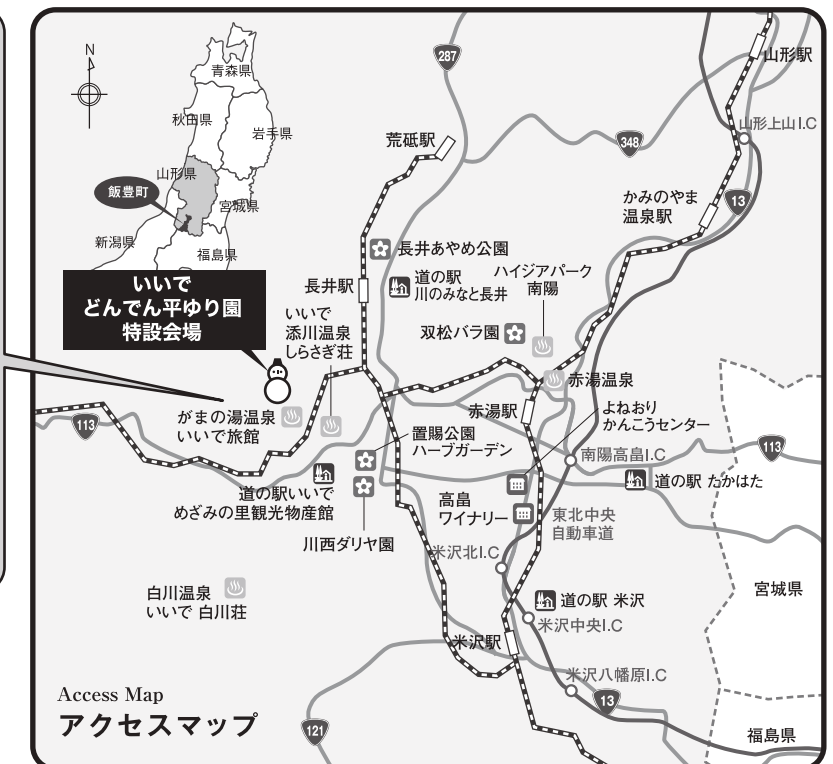 N
青森県
秋田県
岩手県
山形県
飯豊町
宮城県
新潟県
福島県
いいで
どんでん平ゆり園
特設会場
287
348
13
山形駅
山形上山I.C
荒砥駅
かみのやま
温泉駅
長井あやめ公園
長井駅
道の駅
川のみなと長井
ハイジアパーク
南陽
いいで
添川温泉
しらさぎ荘
双松バラ園
赤湯温泉
赤湯駅
よねおり
かんこうセンター
113
がまの湯温泉
いいで旅館
置賜公園
ハーブガーデン
南陽高畠I.C
113
道の駅 たかはた
道の駅いいで
めざみの里観光物産館
高畠
ワイナリー
東北中央
自動車道
川西ダリヤ園
米沢北I.C
白川温泉
いいで 白川荘
道の駅 米沢
米沢中央I.C
宮城県
米沢駅
米沢八幡原I.C
13
121
福島県
Access Map
アクセスマップ